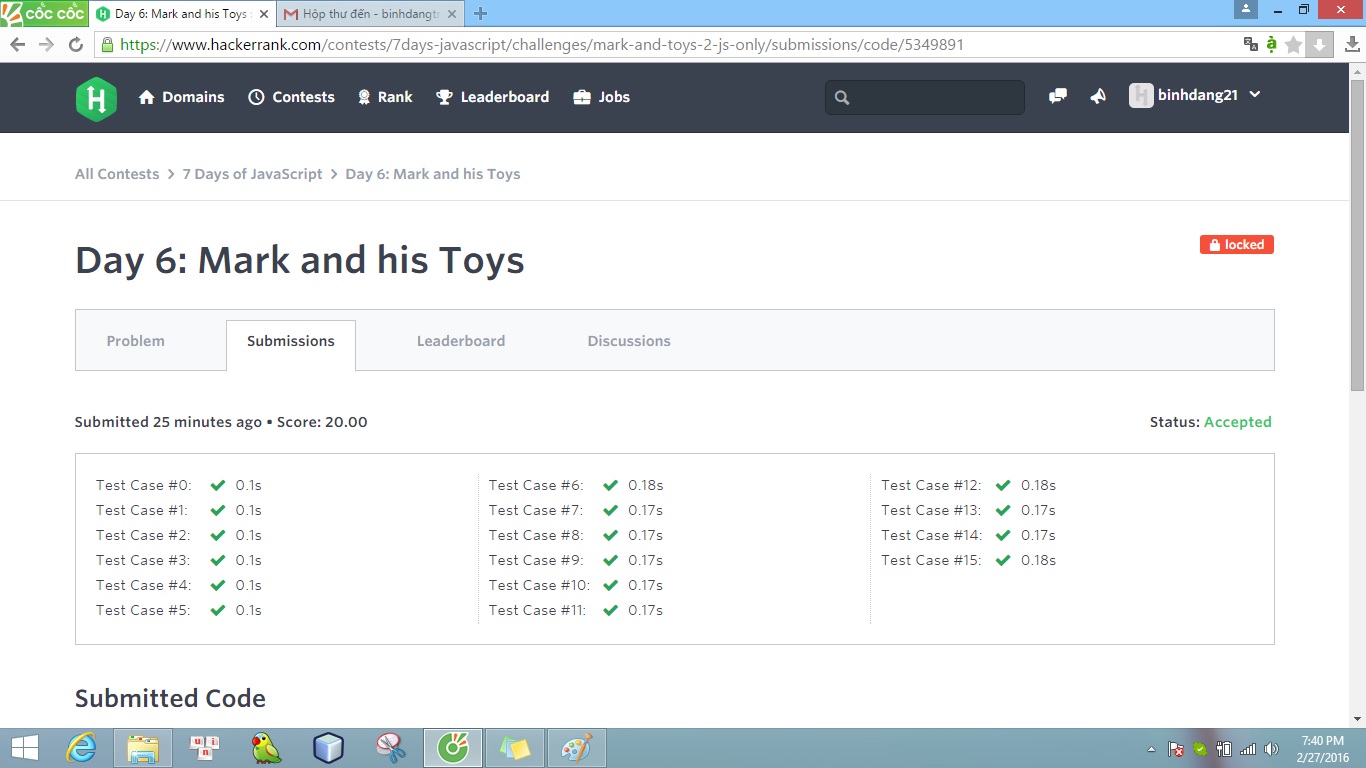 CỐC CỐC
Day 6: Mark and his Toys
Hộp thư đến - binhdangt
https://www.hackerrank.com/contests/7days-javascript/challenges/mark-and-toys-2-js-only/submissions/code/5349891
H Domains Contests Rank Leaderboard Jobs
binhdang21
All Contests > 7 Days of JavaScript > Day 6: Mark and his Toys
Day 6: Mark and his Toys
locked
Problem Submissions Leaderboard Discussions
Submitted 25 minutes ago • Score: 20.00
Status: Accepted
Test Case #0: 0.1s
Test Case #1: 0.1s
Test Case #2: 0.1s
Test Case #3: 0.1s
Test Case #4: 0.1s
Test Case #5: 0.1s
Test Case #6: 0.18s
Test Case #7: 0.17s
Test Case #8: 0.17s
Test Case #9: 0.17s
Test Case #10: 0.17s
Test Case #11: 0.17s
Test Case #12: 0.18s
Test Case #13: 0.17s
Test Case #14: 0.17s
Test Case #15: 0.18s
Submitted Code
7:40 PM
2/27/2016